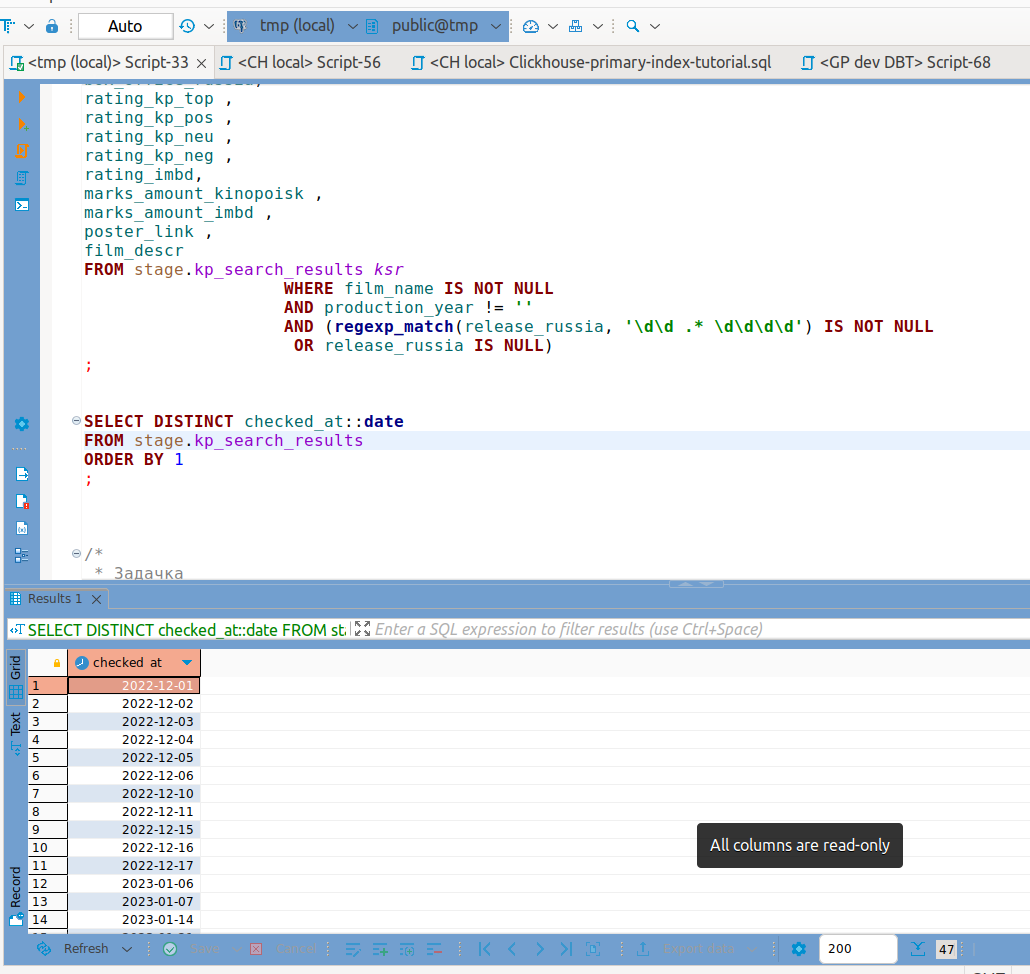 Auto
tmp (local)
public@tmp
<tmp (local)> Script-33
<CH local> Script-56
<CH local> Clickhouse-primary-index-tutorial.sql
<GP dev DBT> Script-68
rating_kp_top ,
rating_kp_pos ,
rating_kp_neu ,
rating_kp_neg ,
rating_imbd,
marks_amount_kinopoisk ,
marks_amount_imbd ,
poster_link ,
film_descr
FROM stage.kp_search_results ksr
WHERE film_name IS NOT NULL
AND production_year != ''
AND (regexp_match(release_russia, '\d\d .* \d\d\d\d') IS NOT NULL
OR release_russia IS NULL)
;
SELECT DISTINCT checked_at::date
FROM stage.kp_search_results
ORDER BY 1
;
/*
* Задачка
Results 1
SELECT DISTINCT checked_at::date FROM sta
Enter a SQL expression to filter results (use Ctrl+Space)
Grid
Text
Record
checked_at
1 2022-12-01
2 2022-12-02
3 2022-12-03
4 2022-12-04
5 2022-12-05
6 2022-12-06
7 2022-12-10
8 2022-12-11
9 2022-12-15
10 2022-12-16
11 2022-12-17
12 2023-01-06
13 2023-01-07
14 2023-01-14
All columns are read-only
Refresh
Save
Cancel
Export data
200
47